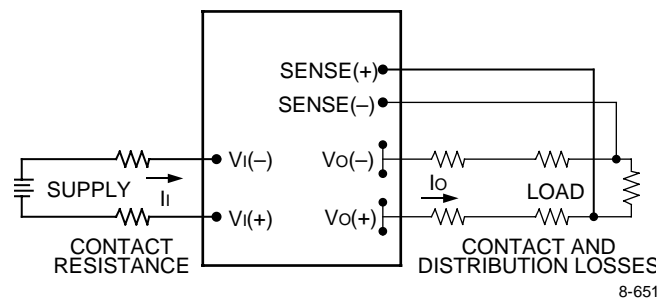 SENSE(+)
SENSE(–)
VI(–)
VO(–)
SUPPLY
II
IO
LOAD
VI(+)
VO(+)
CONTACT
RESISTANCE
CONTACT AND
DISTRIBUTION LOSSES
8-651